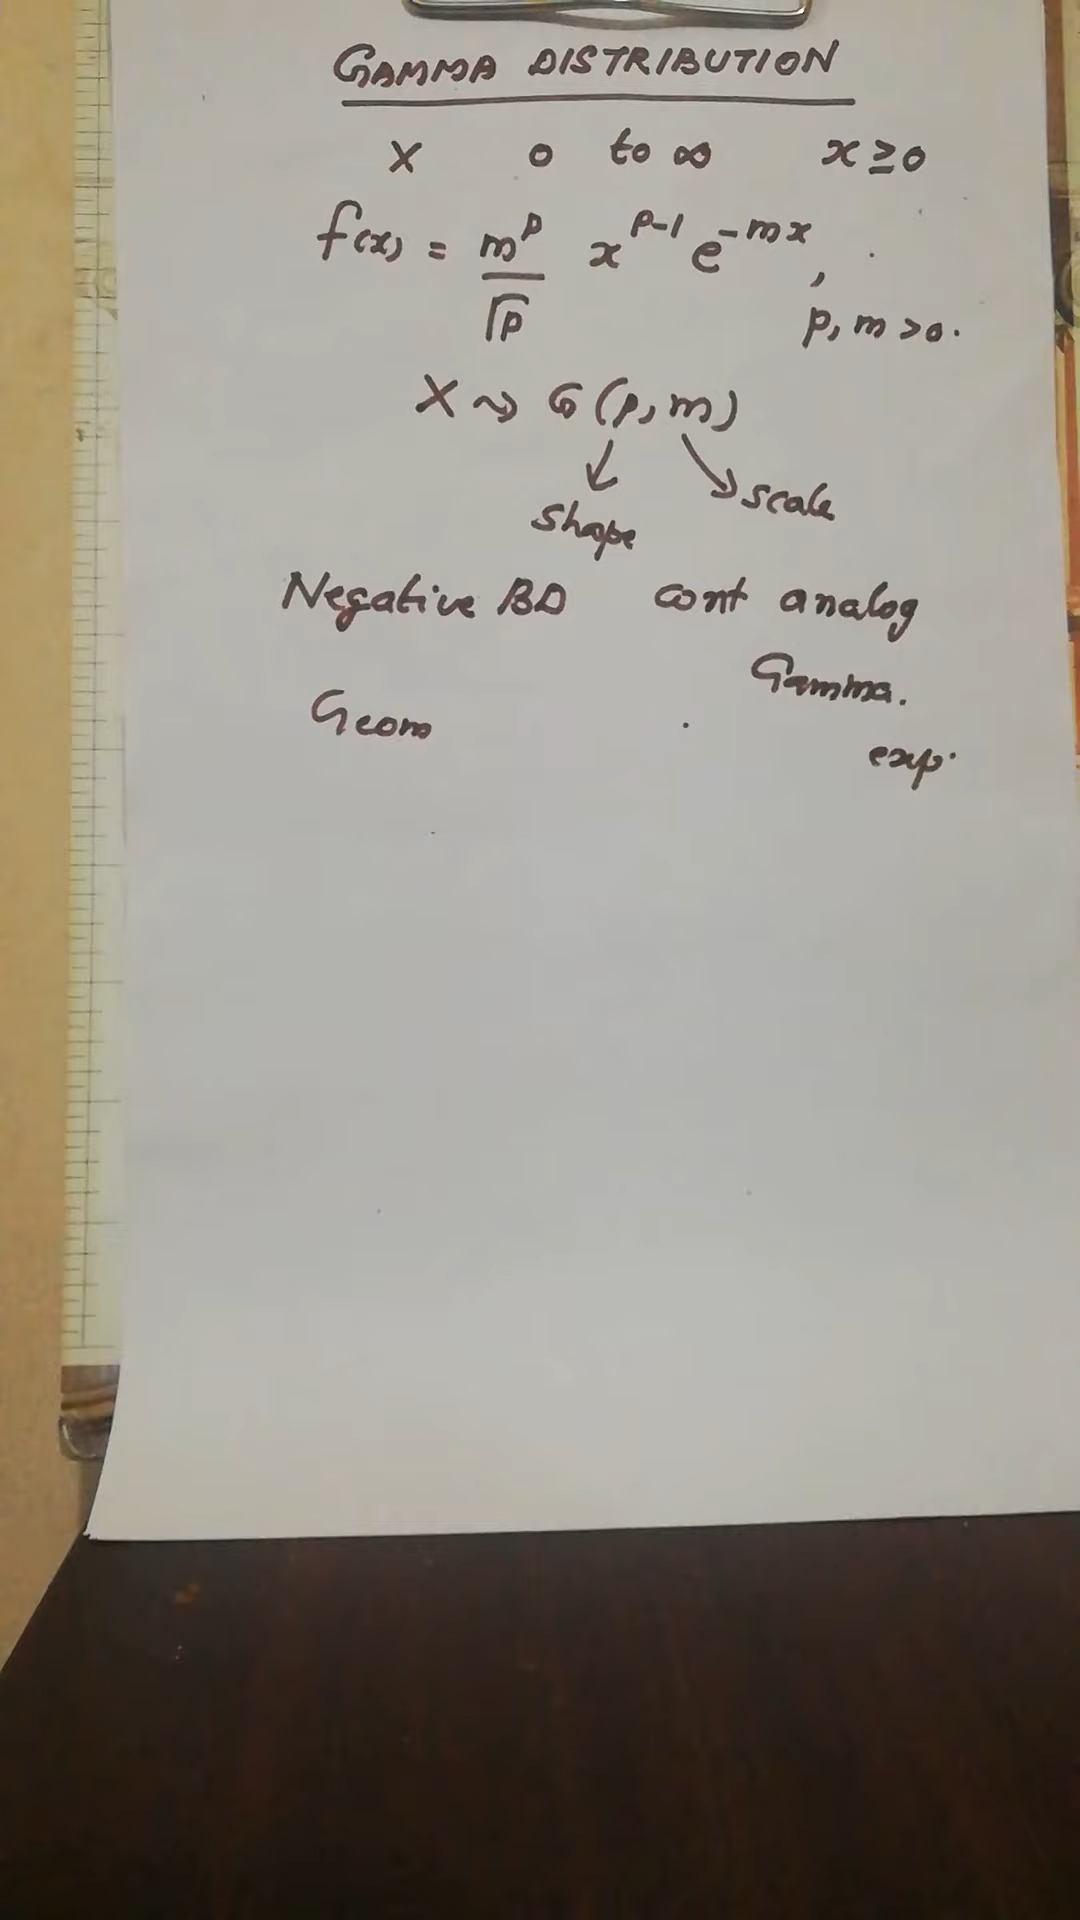 GAMMA DISTRIBUTION
X 0 to ∞ x ≥ 0
f(x) = m^p / Γp x^p-1 e^-mx,
p, m > 0.
X ~> G (p, m)
↙ ↘
shape scale
Negative BD cont analog
Gamma.
Geom
exp.